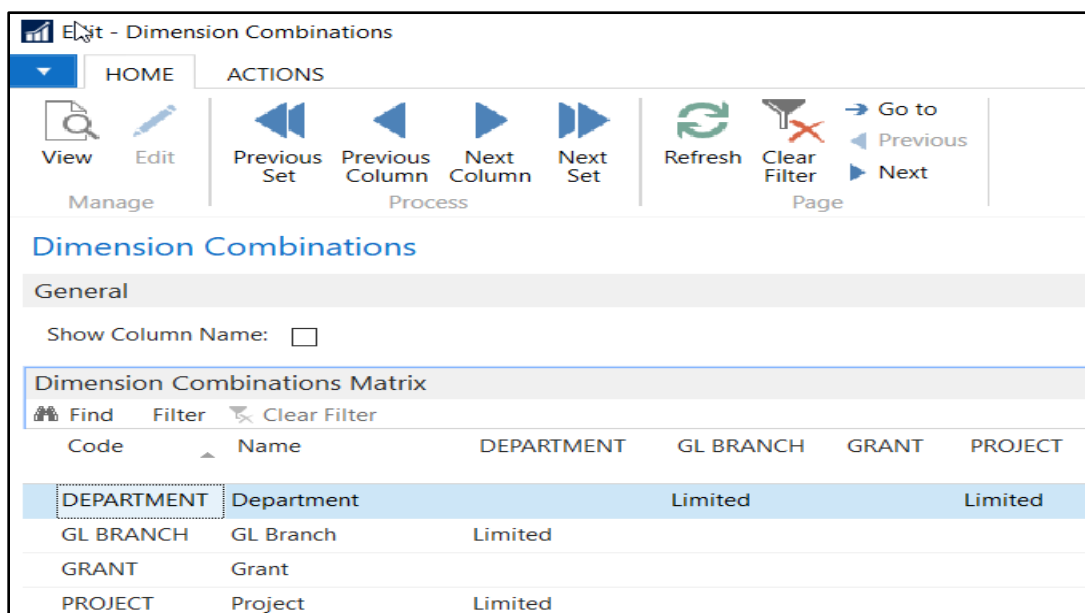 Edit - Dimension Combinations
HOME ACTIONS
View Edit Previous Set Previous Column Next Column Next Set Refresh Clear Filter Go to
Previous
Next
Manage Process Page
Dimension Combinations
General
Show Column Name:
Dimension Combinations Matrix
Find Filter Clear Filter
Code Name DEPARTMENT GL BRANCH GRANT PROJECT
DEPARTMENT Department Limited Limited
GL BRANCH GL Branch Limited
GRANT Grant
PROJECT Project Limited